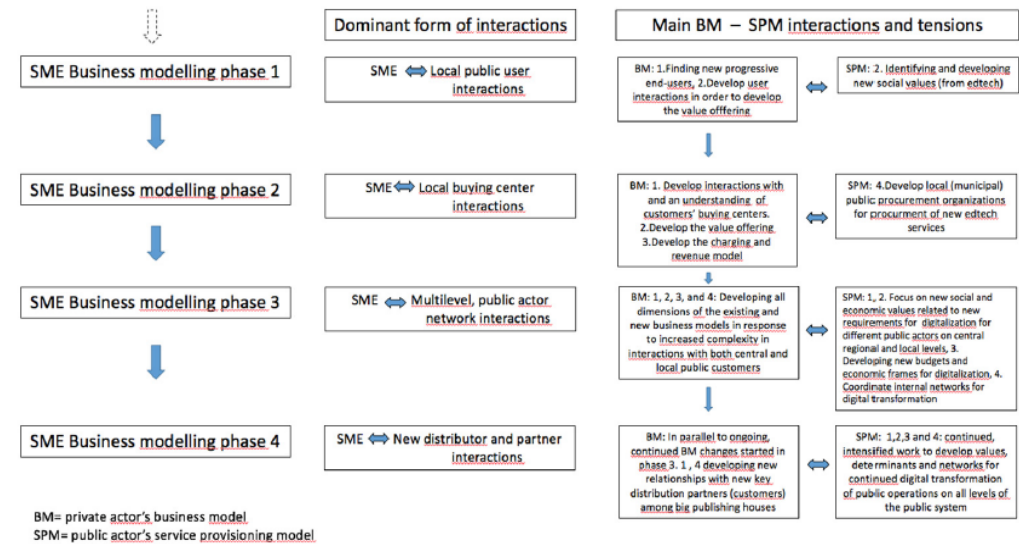 Dominant form of interactions
Main BM – SPM interactions and tensions
SME Business modelling phase 1
SME ⇔ Local public user
interactions
BM: 1.Finding new progressive
end-users, 2.Develop user
interactions in order to develop
the value offfering
SPM: 2. Identifying and developing
new social values (from edtech)
SME Business modelling phase 2
SME ⇔ Local buying center
interactions
BM: 1. Develop interactions with
and an understanding of
customers' buying centers.
2.Develop the value offering
3.Develop the charging and
revenue model
SPM: 4.Develop local (municipal)
public procurement organizations
for procurment of new edtech
services
SME Business modelling phase 3
SME ⇔ Multilevel, public actor
network interactions
BM: 1, 2, 3, and 4: Developing all
dimensions of the existing and
new business models in response
to increased complexity in
interactions with both central and
local public customers
SPM: 1, 2. Focus on new social and
economic values related to new
requirements for digitalization for
different public actors on central
regional and local levels, 3.
Developing new budgets and
economic frames for digitalization, 4.
Coordinate internal networks for
digital transformation
SME Business modelling phase 4
SME ⇔ New distributor and partner
interactions
BM: In parallel to ongoing,
continued BM changes started in
phase 3. 1 , 4 developing new
relationships with new key
distribution partners (customers)
among big publishing houses
SPM: 1,2,3 and 4: continued,
intensified work to develop values,
determinants and networks for
continued digital transformation
of public operations on all levels of
the public system
BM= private actor's business model
SPM= public actor's service provisioning model